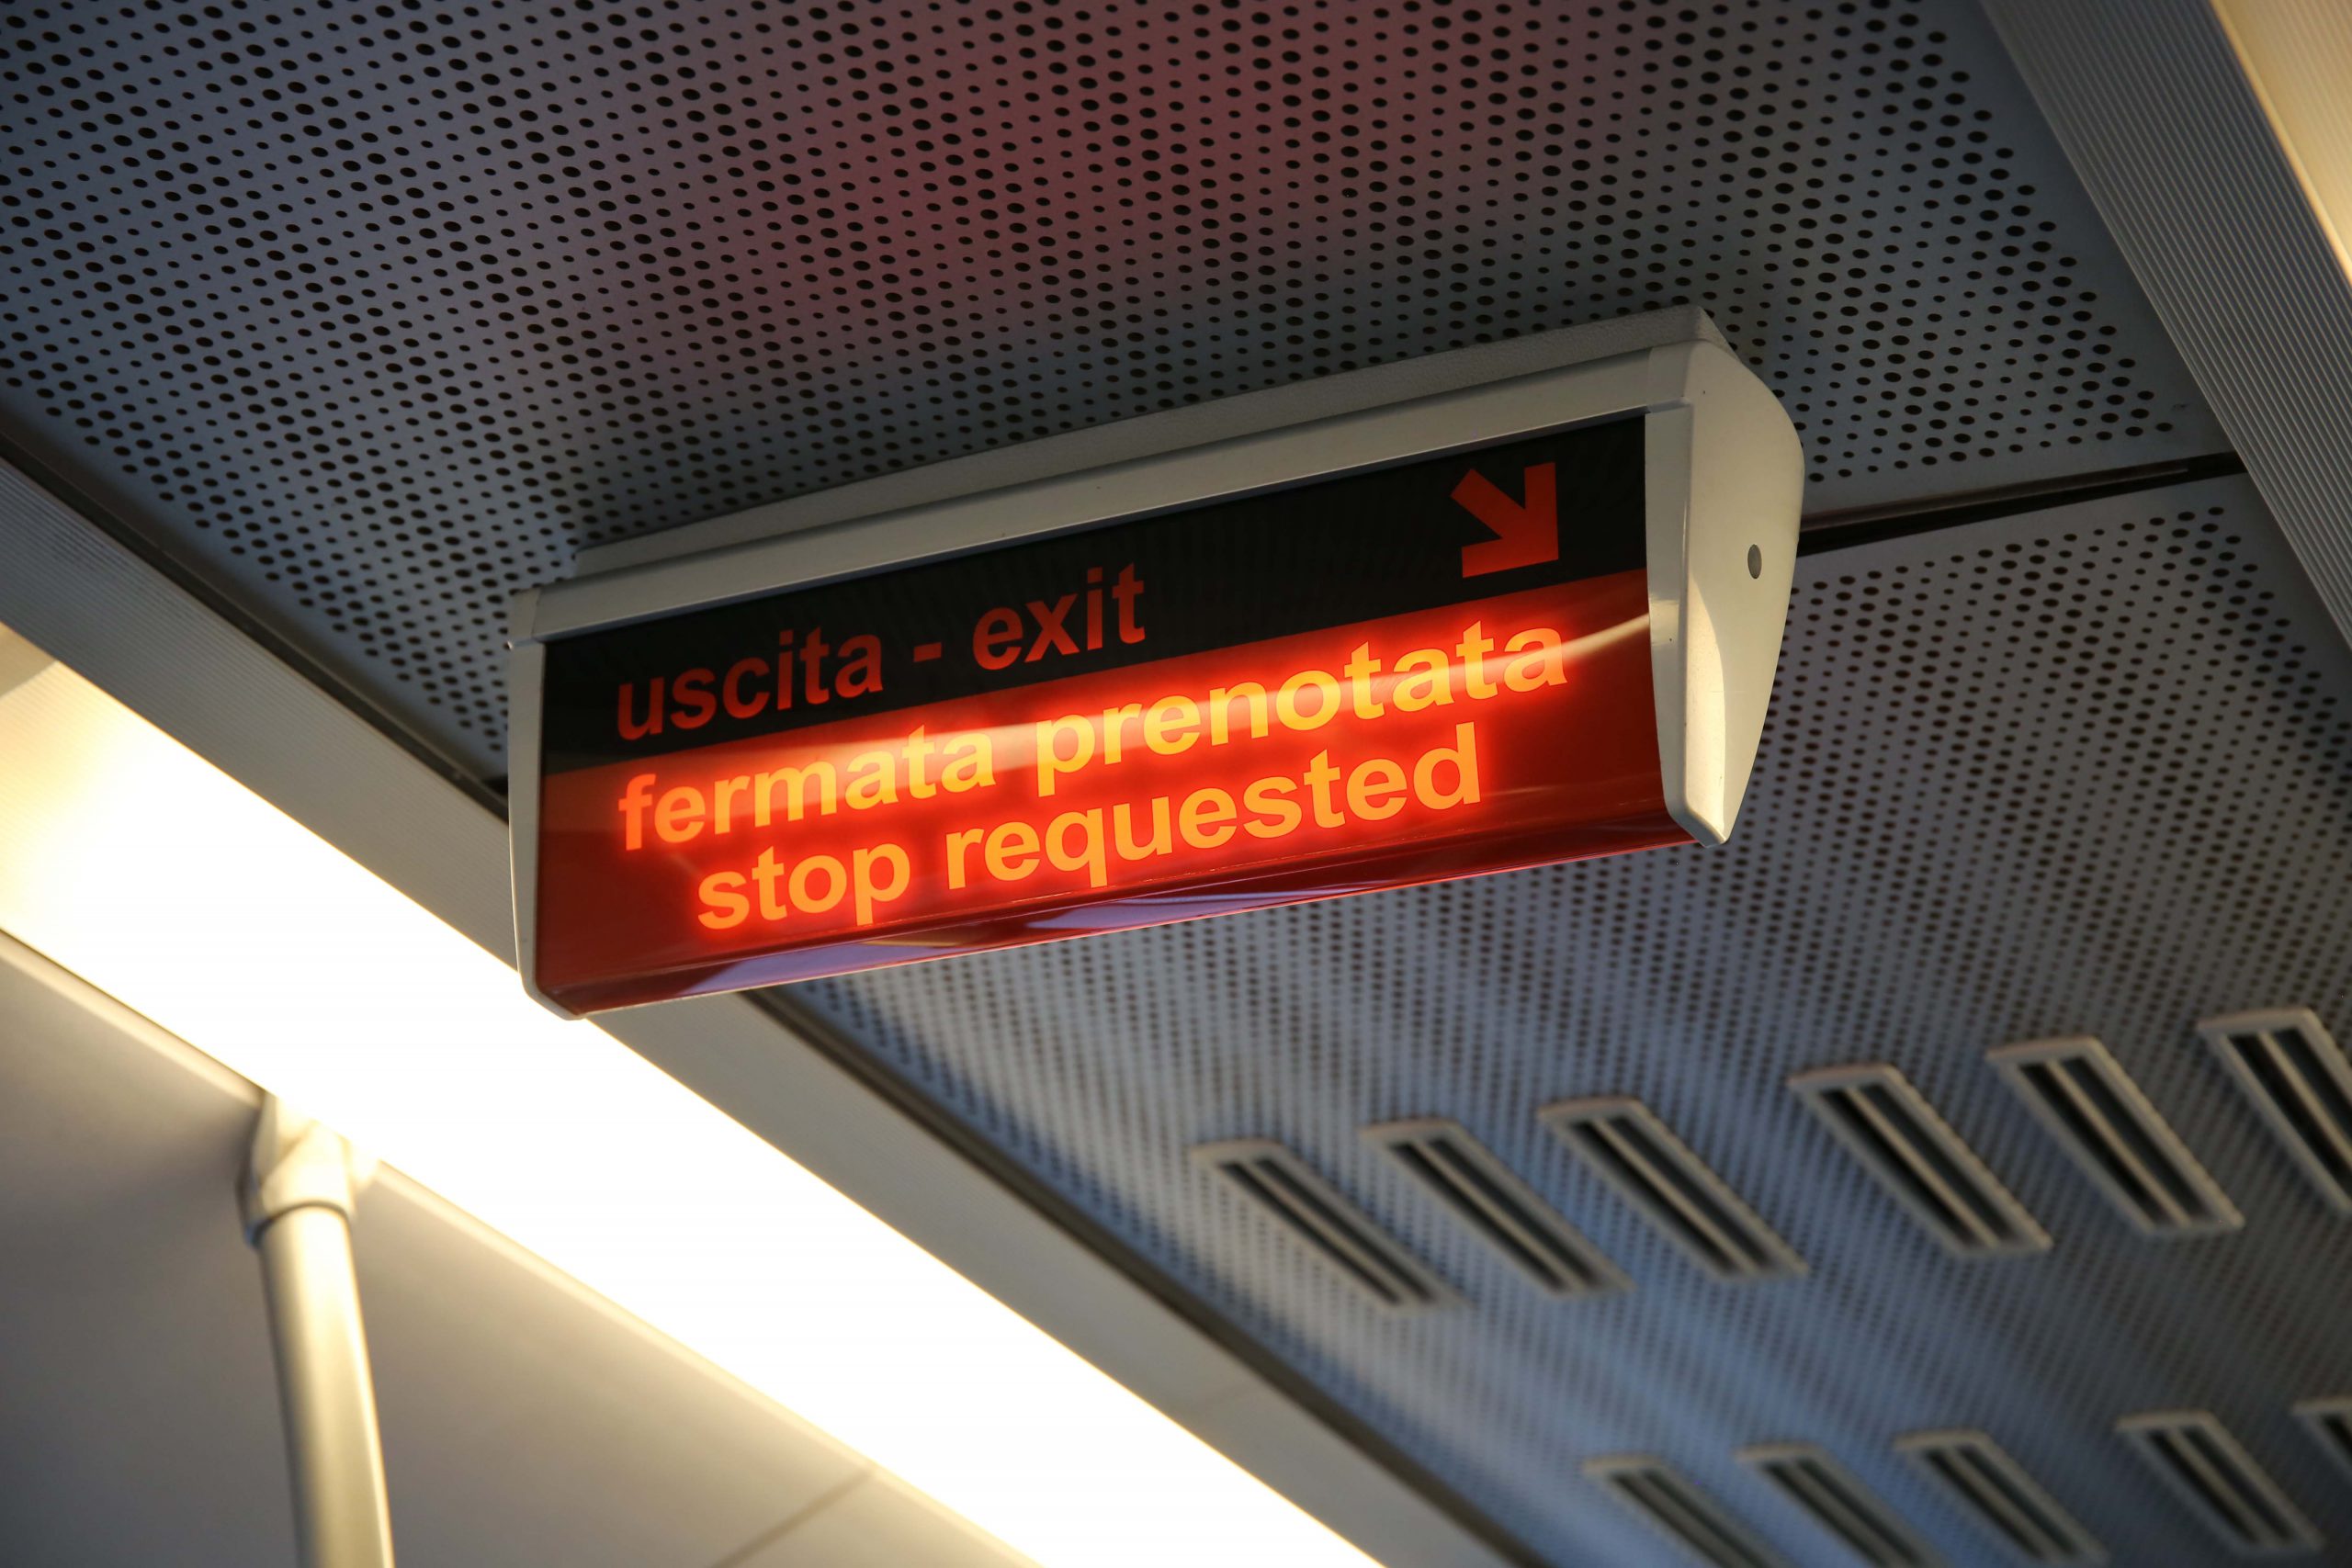 uscita - exit
fermata prenotata
stop requested